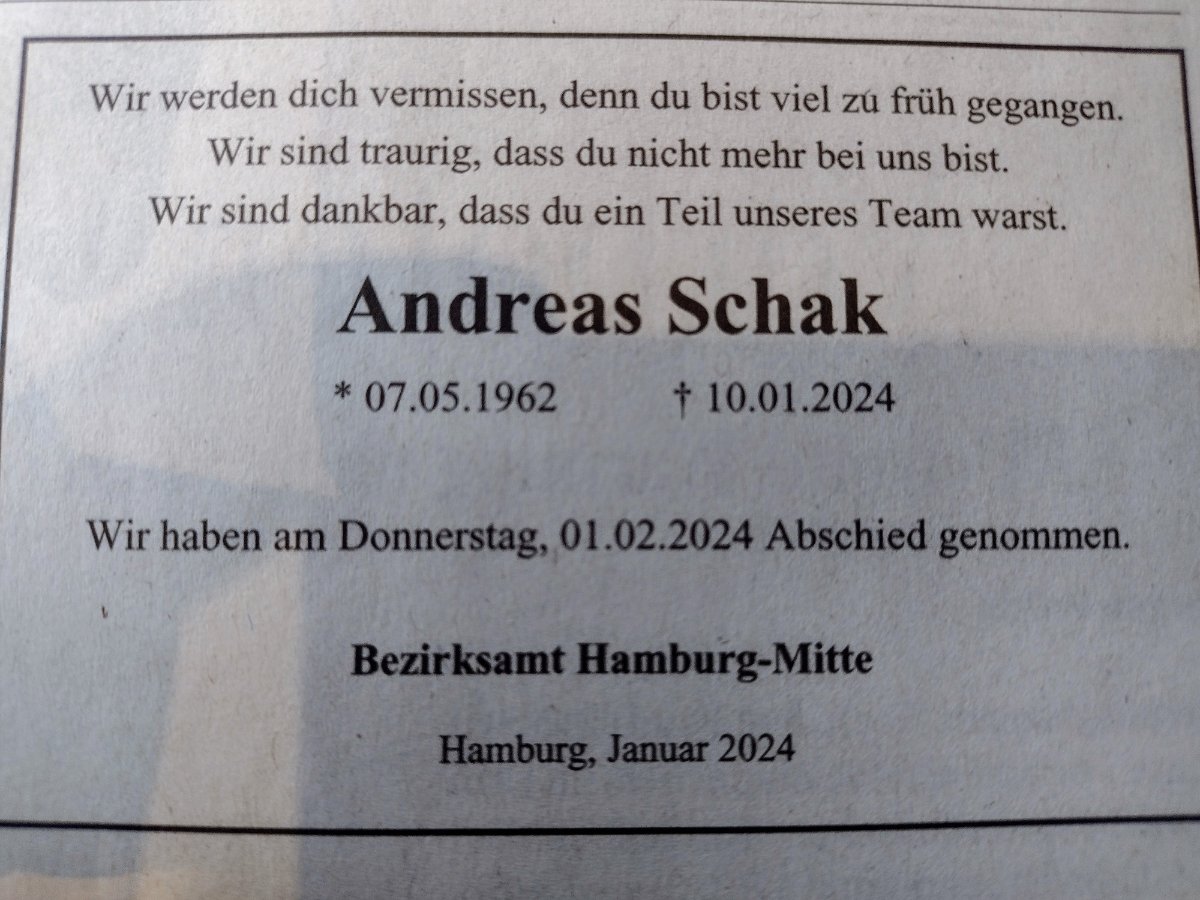 Wir werden dich vermissen, denn du bist viel zu früh gegangen.
Wir sind traurig, dass du nicht mehr bei uns bist.
Wir sind dankbar, dass du ein Teil unseres Team warst.
Andreas Schak
* 07.05.1962 † 10.01.2024
Wir haben am Donnerstag, 01.02.2024 Abschied genommen.
Bezirksamt Hamburg-Mitte
Hamburg, Januar 2024